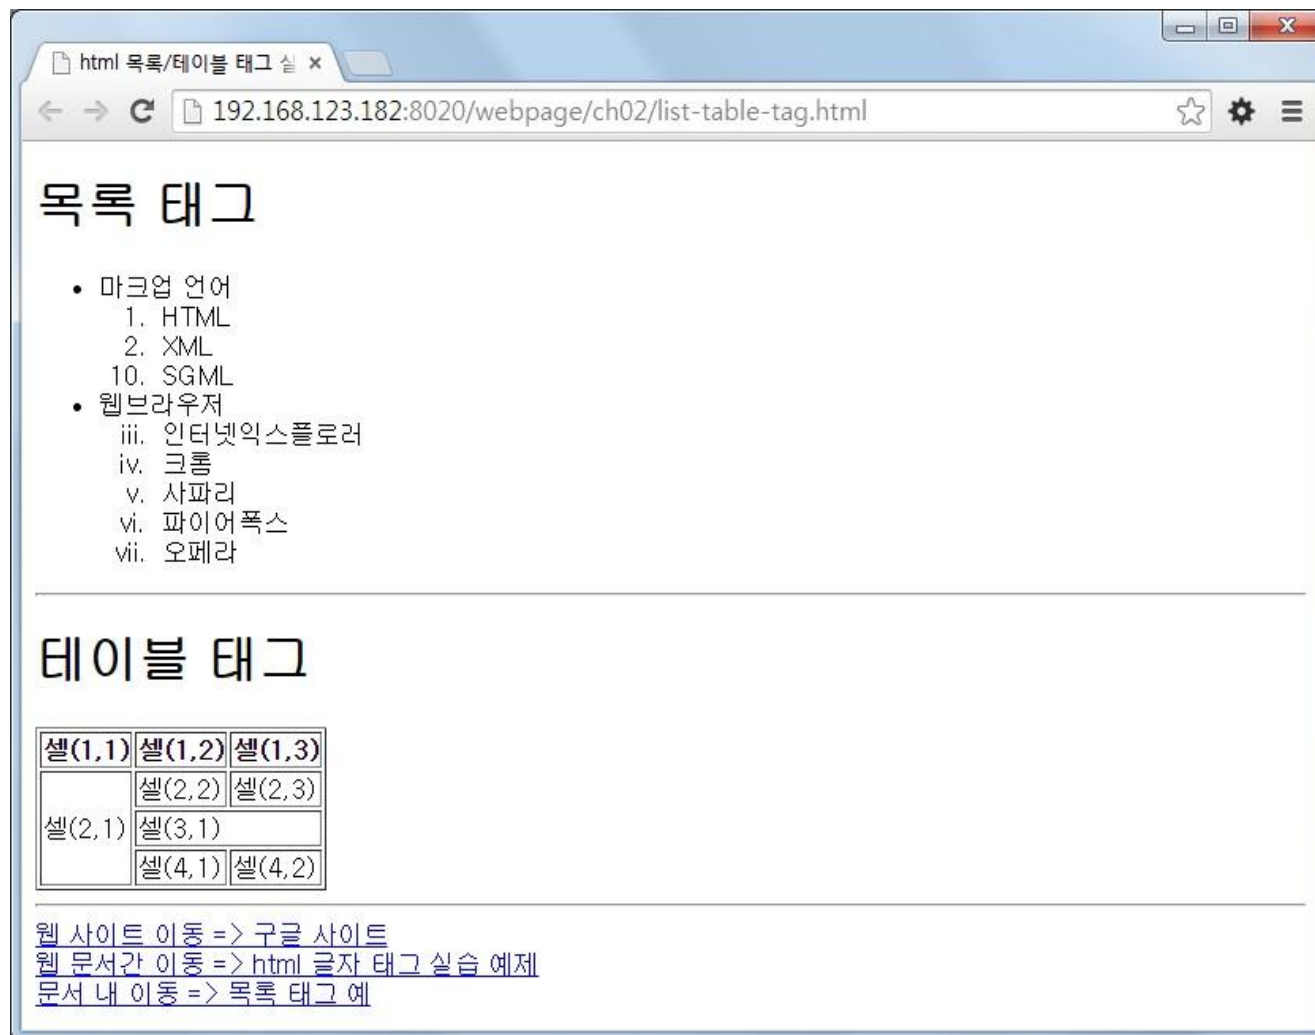 html 목록/테이블 태그 실
192.168.123.182:8020/webpage/ch02/list-table-tag.html
목록 태그
• 마크업 언어
1. HTML
2. XML
10. SGML
• 웹브라우저
iii. 인터넷익스플로러
iv. 크롬
v. 사파리
vi. 파이어폭스
vii. 오페라
테이블 태그
셀(1,1) 셀(1,2) 셀(1,3)
셀(2,2) 셀(2,3)
셀(2,1) 셀(3,1)
셀(4,1) 셀(4,2)
웹 사이트 이동 => 구글 사이트
웹 문서간 이동 => html 글자 태그 실습 예제
문서 내 이동 => 목록 태그 예